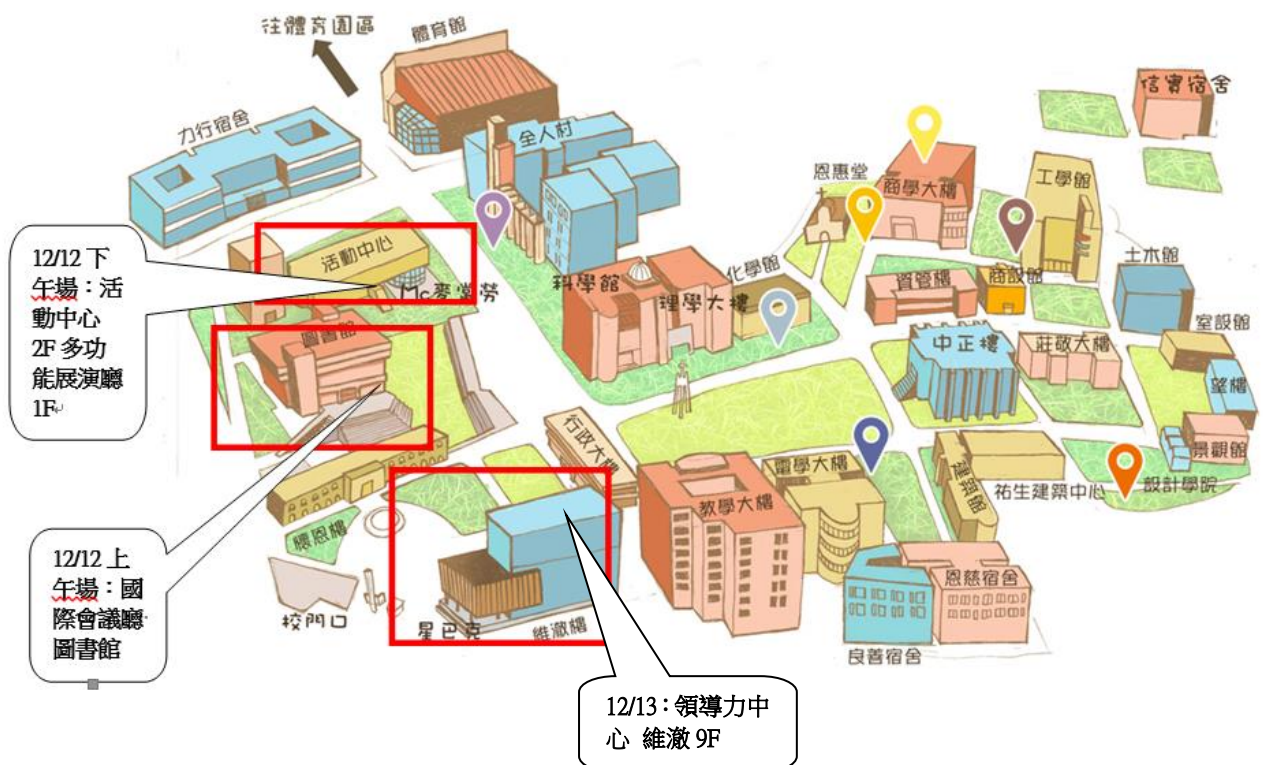 往體育園區
體育館
信實宿舍
力行宿舍
全人村
恩惠堂
商學大樓
工學館
12/12 下
午場：活
動中心
2F 多功
能展演廳
1F
活動中心
Mc麥當勞
科學館
理學大樓
化學館
資管樓
商設館
土木館
圖書館
中正樓
莊敬大樓
室設館
望樓
行政大樓
景觀館
教學大樓
電學大樓
建築館
祐生建築中心
設計學院
懷恩樓
12/12 上
午場：國
際會議廳
圖書館
校門口
星巴克
維澈樓
恩慈宿舍
良善宿舍
12/13：領導力中
心 維澈 9F